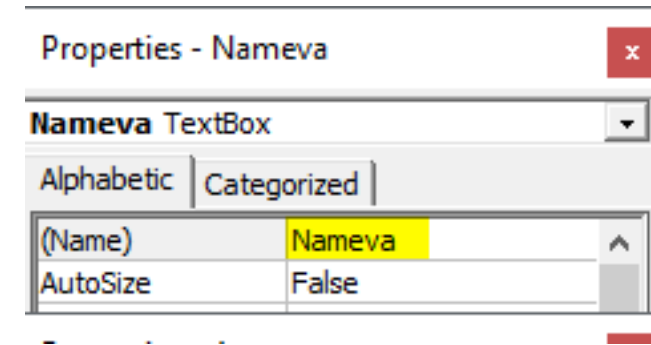 Properties - Nameva x
Nameva TextBox
Alphabetic Categorized
(Name) Nameva
AutoSize False